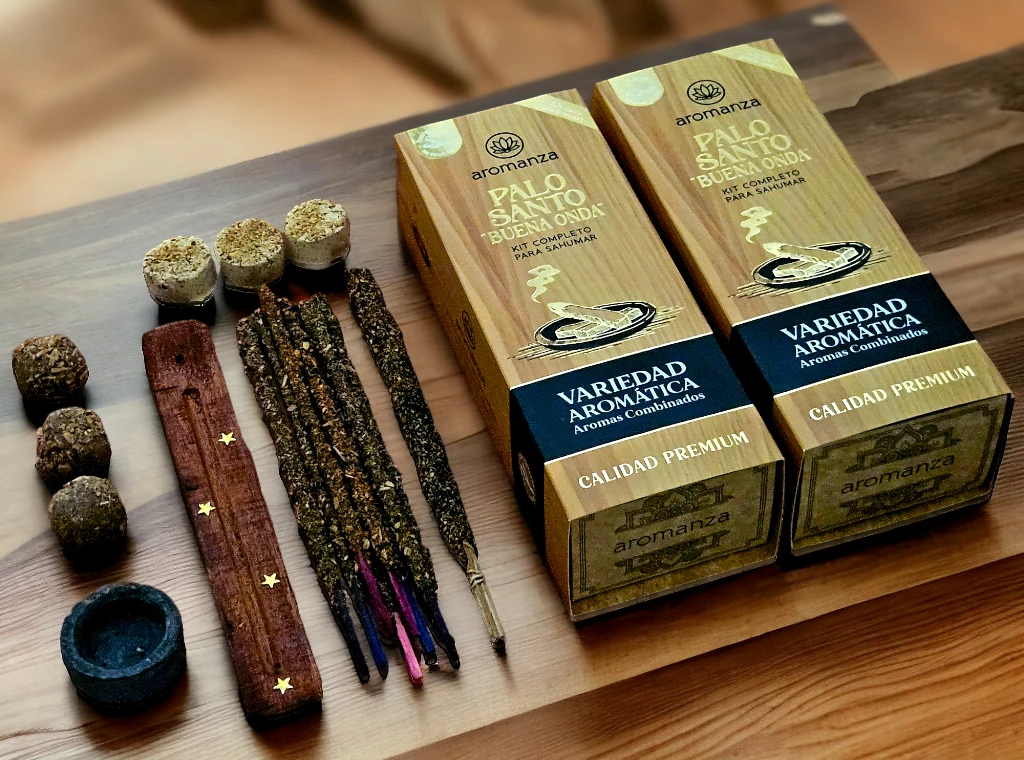 aromanza
PALO
SANTO
"BUENA ONDA"
KIT COMPLETO
PARA SAHUMAR
VARIEDAD
AROMÁTICA
Aromas Combinados
CALIDAD PREMIUM
aromanza
aromanza
PALO
SANTO
"BUENA ONDA"
KIT COMPLETO
PARA SAHUMAR
VARIEDAD
AROMÁTICA
Aromas Combinados
CALIDAD PREMIUM
aromanza